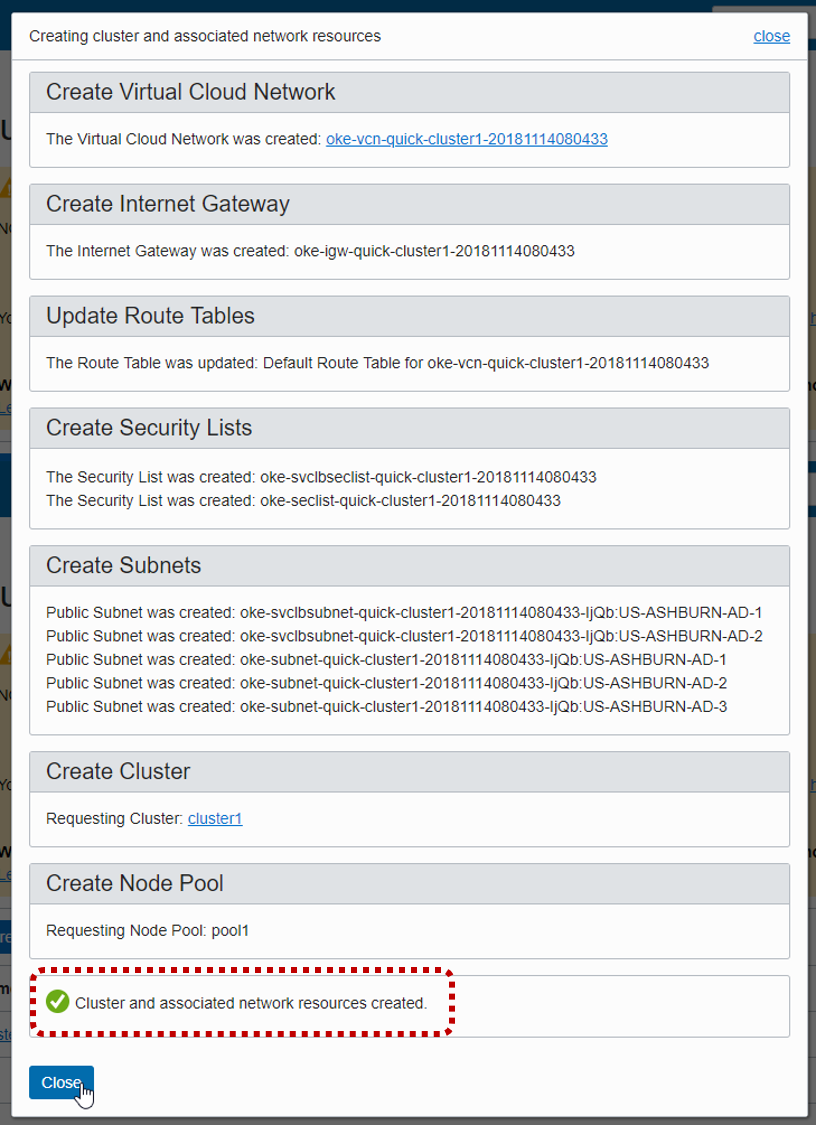 Creating cluster and associated network resources
close
Create Virtual Cloud Network
The Virtual Cloud Network was created: oke-vcn-quick-cluster1-20181114080433
Create Internet Gateway
The Internet Gateway was created: oke-igw-quick-cluster1-20181114080433
Update Route Tables
The Route Table was updated: Default Route Table for oke-vcn-quick-cluster1-20181114080433
Create Security Lists
The Security List was created: oke-svclbseclist-quick-cluster1-20181114080433
The Security List was created: oke-seclist-quick-cluster1-20181114080433
Create Subnets
Public Subnet was created: oke-svclbsubnet-quick-cluster1-20181114080433-IjQb:US-ASHBURN-AD-1
Public Subnet was created: oke-svclbsubnet-quick-cluster1-20181114080433-IjQb:US-ASHBURN-AD-2
Public Subnet was created: oke-subnet-quick-cluster1-20181114080433-IjQb:US-ASHBURN-AD-1
Public Subnet was created: oke-subnet-quick-cluster1-20181114080433-IjQb:US-ASHBURN-AD-2
Public Subnet was created: oke-subnet-quick-cluster1-20181114080433-IjQb:US-ASHBURN-AD-3
Create Cluster
Requesting Cluster: cluster1
Create Node Pool
Requesting Node Pool: pool1
Cluster and associated network resources created.
Close